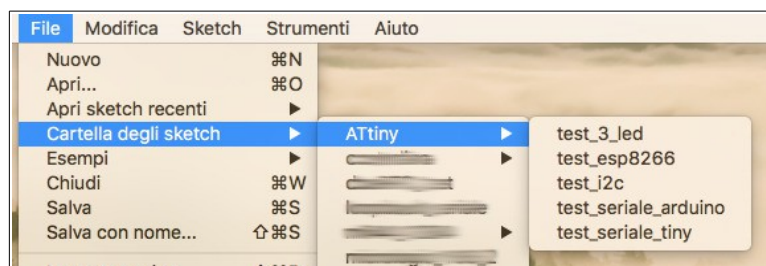 File Modifica Sketch Strumenti Aiuto
Nuovo ⌘N
Apri... ⌘O
Apri sketch recenti ▶
Cartella degli sketch ▶ ATtiny ▶ test_3_led
Esempi ▶ test_esp8266
Chiudi ⌘W test_i2c
Salva ⌘S test_seriale_arduino
Salva con nome... ⇧⌘S test_seriale_tiny